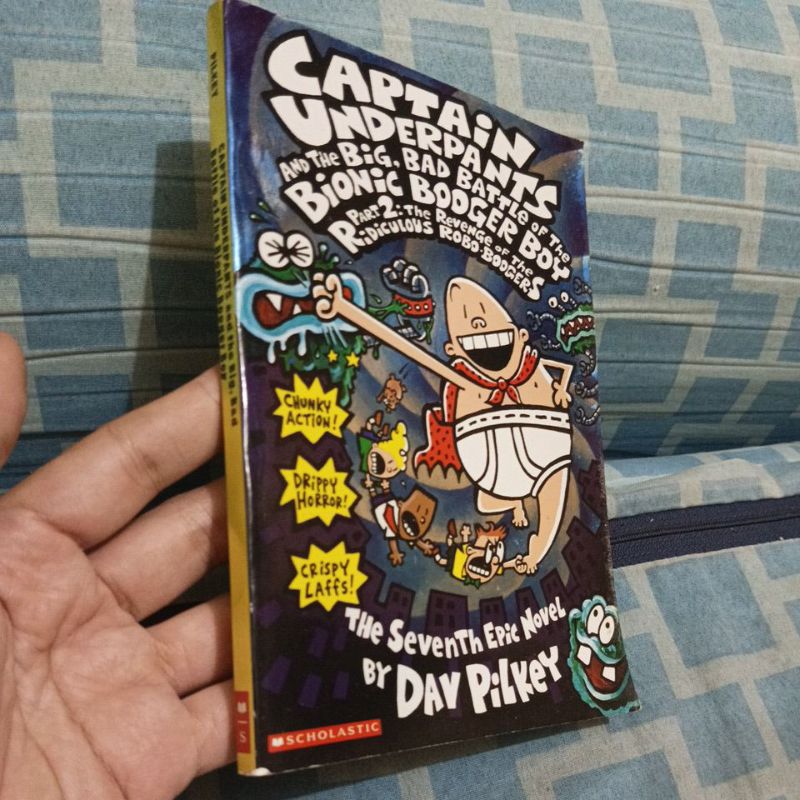 CAPTAIN
UNDERPANTS
AND THE BIG, BAD BATTLE OF THE
BIONIC BOOGER BOY
PART 2: THE REVENGE OF THE
RIDICULOUS ROBO-BOOGERS
CHUNKY
ACTION!
DRIPPY
HORROR!
CRISPY
LAFFS!
THE SEVENTH EPIC NOVEL
BY DAV PILKEY
SCHOLASTIC
PILKEY